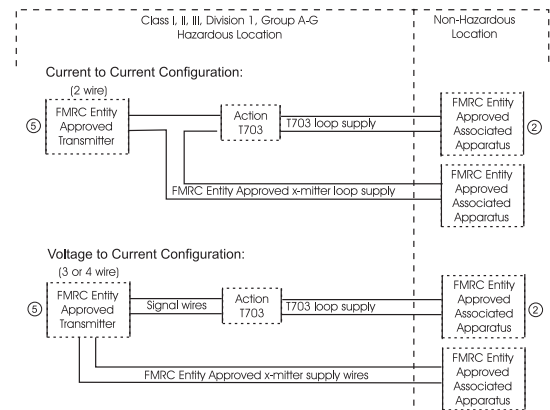 Class I, II, III, Division 1, Group A-G
Hazardous Location
Non-Hazardous
Location
Current to Current Configuration:
(2 wire)
⑤
FMRC Entity
Approved
Transmitter
Action
T703
T703 loop supply
FMRC Entity
Approved
Associated
Apparatus
②
FMRC Entity Approved x-mitter loop supply
FMRC Entity
Approved
Associated
Apparatus
Voltage to Current Configuration:
(3 or 4 wire)
⑤
FMRC Entity
Approved
Transmitter
Signal wires
Action
T703
T703 loop supply
FMRC Entity
Approved
Associated
Apparatus
②
FMRC Entity Approved x-mitter supply wires
FMRC Entity
Approved
Associated
Apparatus